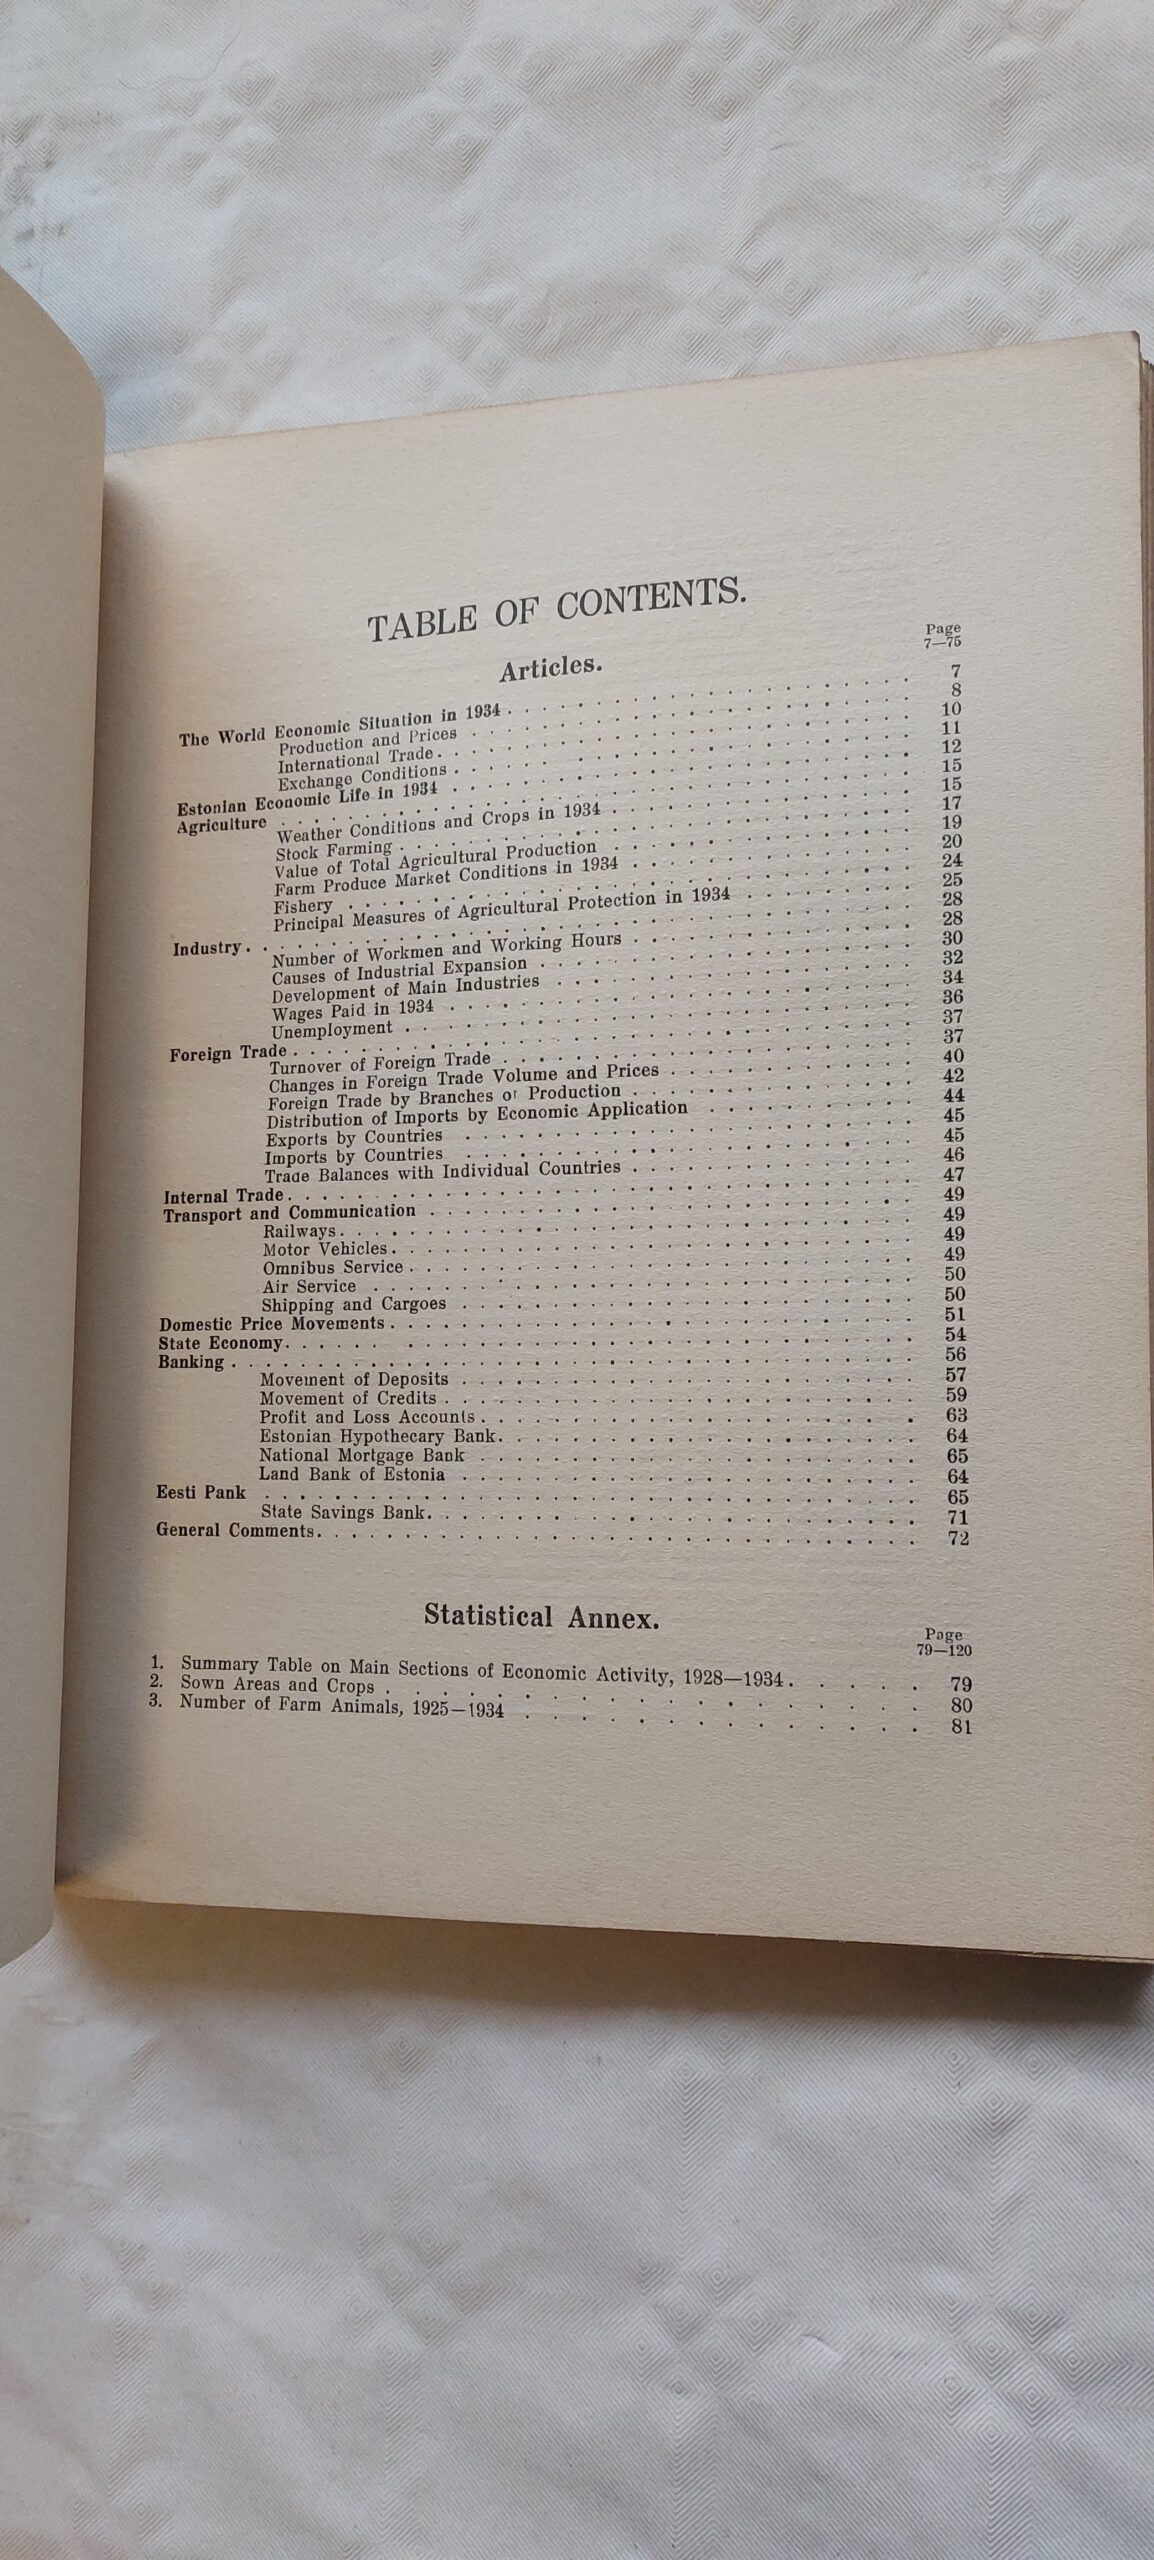 TABLE OF CONTENTS.
Articles.
Page
7—75
The World Economic Situation in 1934 . . . 7
Production and Prices . . . 8
International Trade . . . 10
Exchange Conditions . . . 11
Estonian Economic Life in 1934 . . . 12
Agriculture . . . 15
Weather Conditions and Crops in 1934 . . . 15
Stock Farming . . . 17
Value of Total Agricultural Production . . . 19
Farm Produce Market Conditions in 1934 . . . 20
Fishery . . . 24
Principal Measures of Agricultural Protection in 1934 . . . 25
Industry . . . 28
Number of Workmen and Working Hours . . . 28
Causes of Industrial Expansion . . . 30
Development of Main Industries . . . 32
Wages Paid in 1934 . . . 34
Unemployment . . . 36
Foreign Trade . . . 37
Turnover of Foreign Trade . . . 37
Changes in Foreign Trade Volume and Prices . . . 40
Foreign Trade by Branches of Production . . . 42
Distribution of Imports by Economic Application . . . 44
Exports by Countries . . . 45
Imports by Countries . . . 45
Trade Balances with Individual Countries . . . 46
Internal Trade . . . 47
Transport and Communication . . . 49
Railways . . . 49
Motor Vehicles . . . 49
Omnibus Service . . . 49
Air Service . . . 50
Shipping and Cargoes . . . 50
Domestic Price Movements . . . 51
State Economy . . . 54
Banking . . . 56
Movement of Deposits . . . 57
Movement of Credits . . . 59
Profit and Loss Accounts . . . 63
Estonian Hypothecary Bank . . . 64
National Mortgage Bank . . . 65
Land Bank of Estonia . . . 64
Eesti Pank . . . 65
State Savings Bank . . . 71
General Comments . . . 72
Statistical Annex.
Page
79—120
1. Summary Table on Main Sections of Economic Activity, 1928—1934 . . . 79
2. Sown Areas and Crops . . . 80
3. Number of Farm Animals, 1925—1934 . . . 81